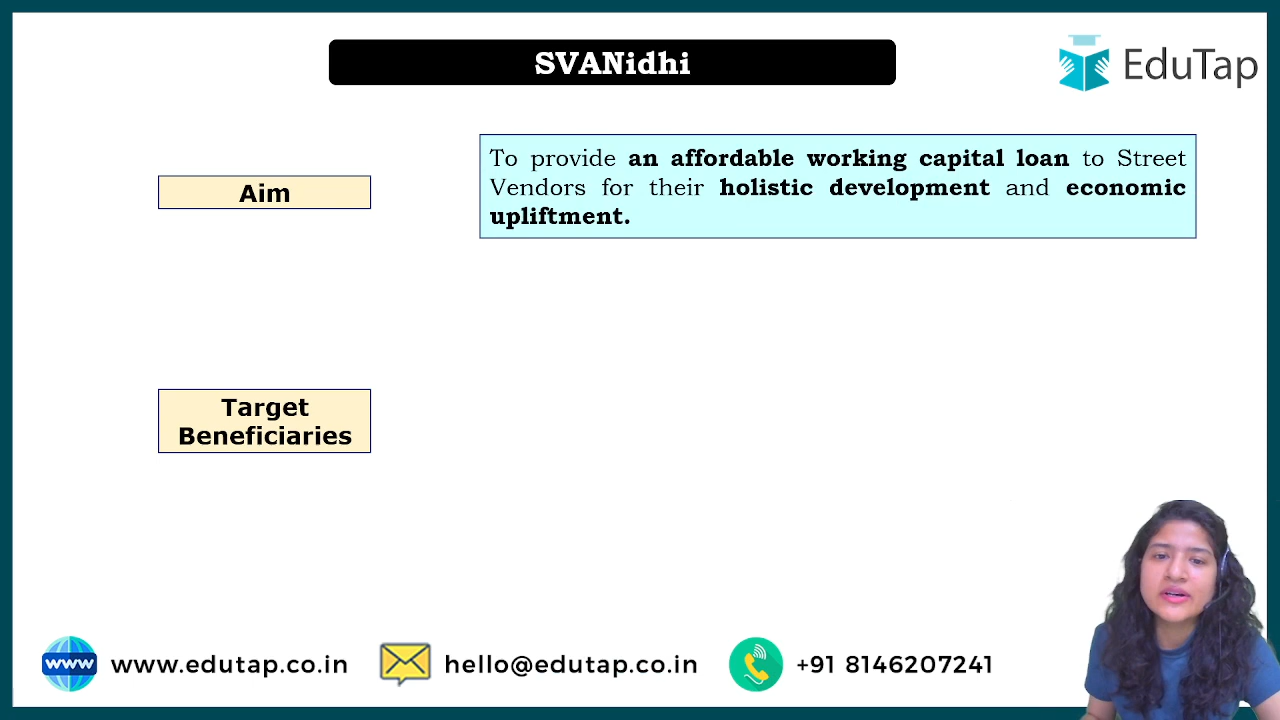 SVANidhi
EduTap
Aim
To provide an affordable working capital loan to Street
Vendors for their holistic development and economic
upliftment.
Target
Beneficiaries
www
www.edutap.co.in
hello@edutap.co.in
+91 8146207241